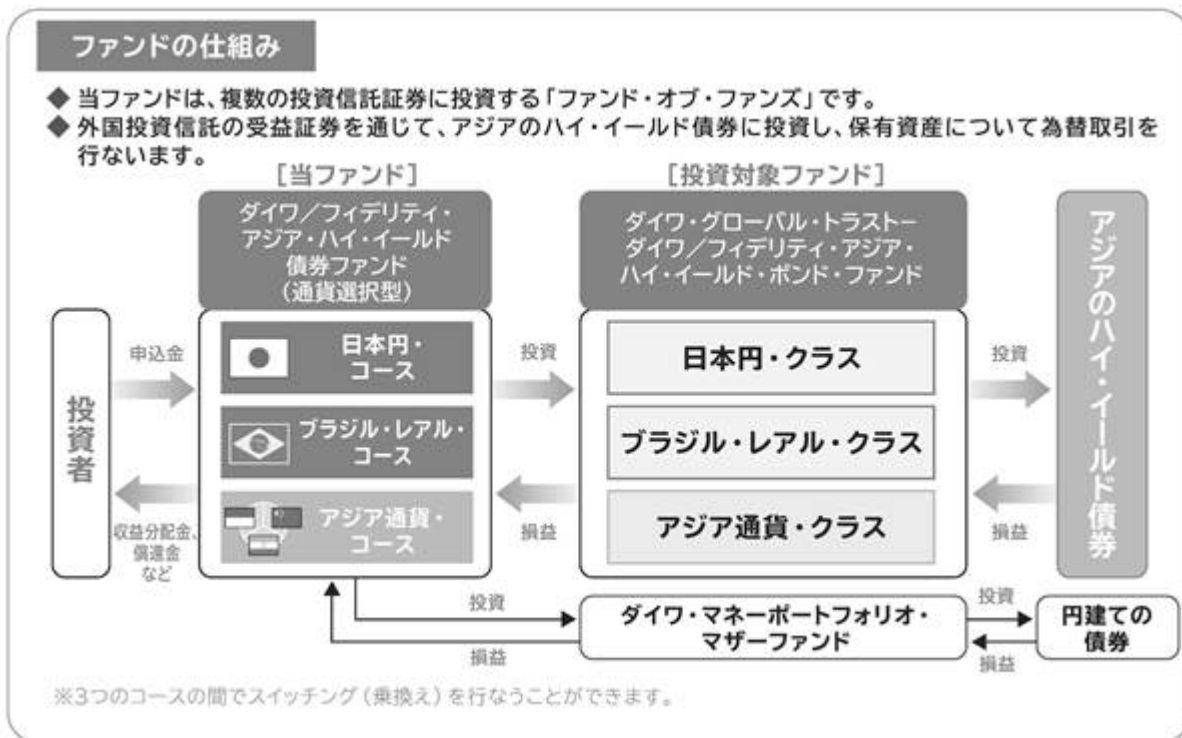 ファンドの仕組み
◆ 当ファンドは、複数の投資信託証券に投資する「ファンド・オブ・ファンズ」です。
◆ 外国投資信託の受益証券を通じて、アジアのハイ・イールド債券に投資し、保有資産について為替取引を
行ないます。
[当ファンド]
[投資対象ファンド]
ダイワ／フィデリティ・
アジア・ハイ・イールド
債券ファンド
（通貨選択型）
ダイワ・グローバル・トラストー
ダイワ／フィデリティ・アジア・
ハイ・イールド・ボンド・ファンド
投資者
申込金
収益分配金、
償還金
など
日本円・
コース
ブラジル・レアル・
コース
アジア通貨・
コース
投資
損益
日本円・クラス
ブラジル・レアル・クラス
アジア通貨・クラス
投資
損益
アジアのハイ・イールド債券
投資
損益
ダイワ・マネーポートフォリオ・
マザーファンド
投資
損益
円建ての
債券
※3つのコースの間でスイッチング（乗換え）を行なうことができます。